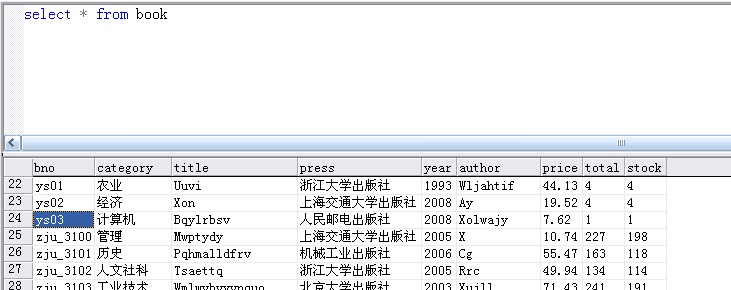 select * from book
bno category title press year author price total stock
22 ys01 农业 Uuvi 浙江大学出版社 1993 Wljahtif 44.13 4 4
23 ys02 经济 Xon 上海交通大学出版社 2008 Ay 19.52 4 4
24 ys03 计算机 Bqylrbsv 人民邮电出版社 2008 Xolwajy 7.62 1 1
25 zju_3100 管理 Mwptydy 上海交通大学出版社 2005 X 10.74 227 198
26 zju_3101 历史 Pqhmalldfrv 机械工业出版社 2006 Cg 55.47 163 118
27 zju_3102 人文社科 Tsaettq 浙江大学出版社 2005 Rrc 49.94 134 114
28 zju_3103 工业技术 北京大学出版社 2003 Xuill 71.43 241 191